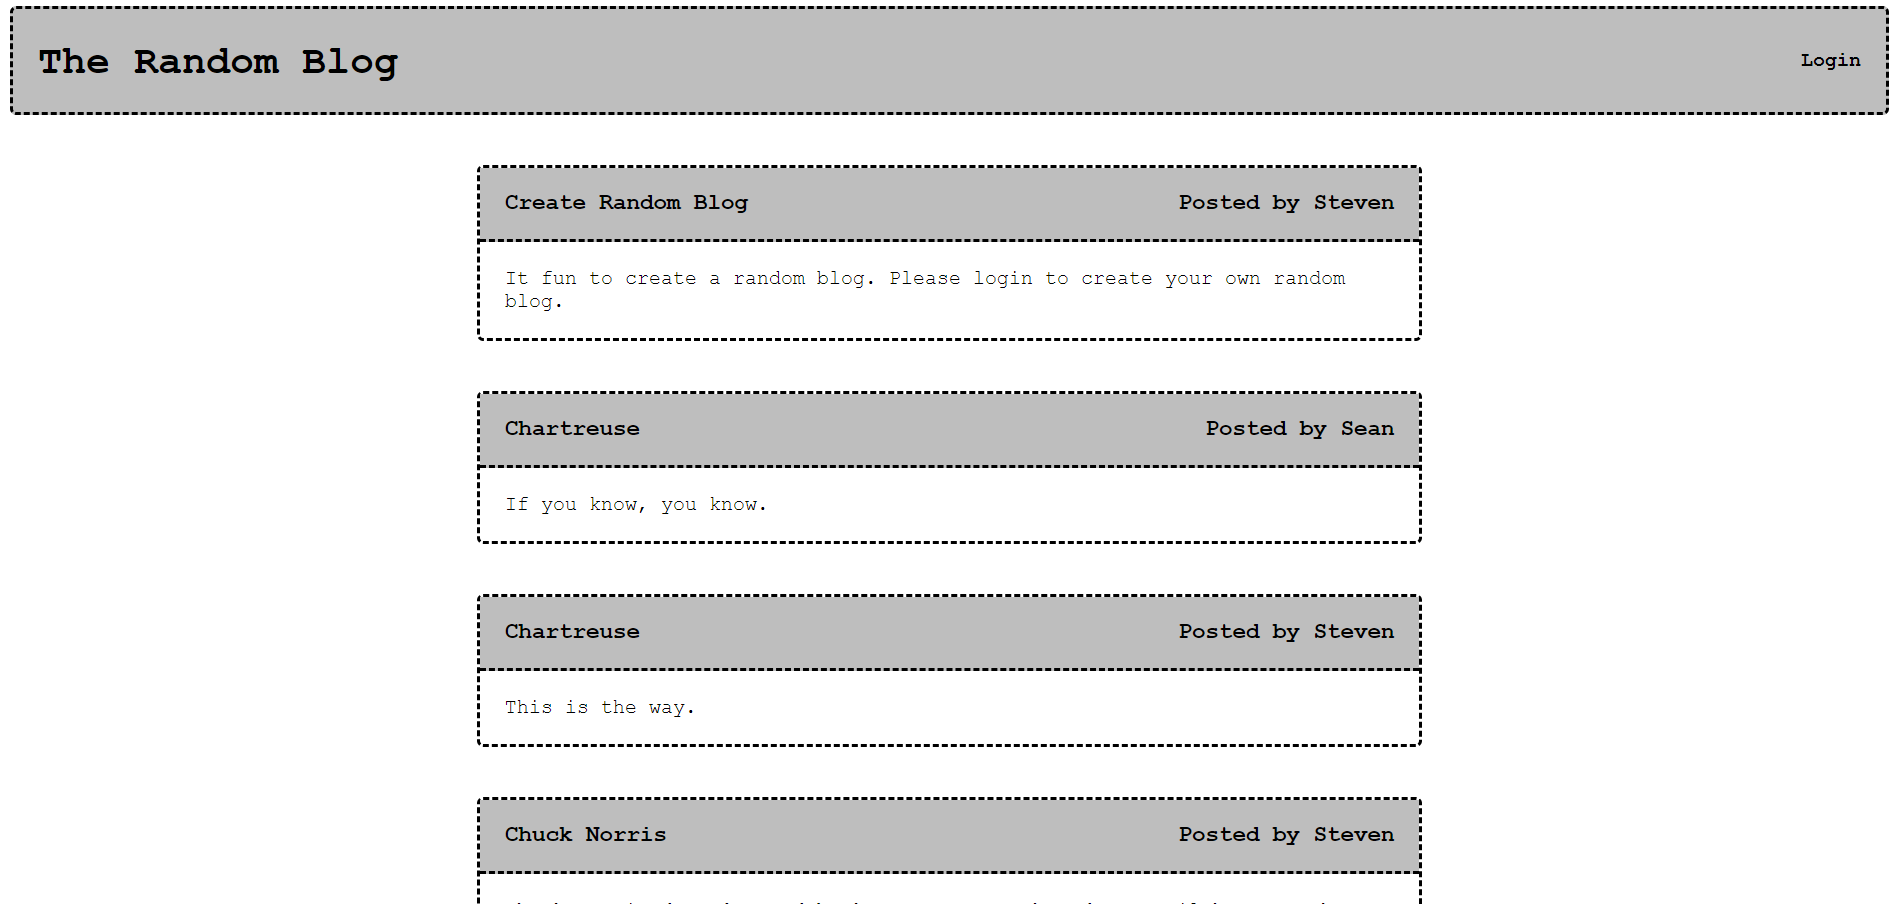 The Random Blog
Login
Create Random Blog
Posted by Steven
It fun to create a random blog. Please login to create your own random
blog.
Chartreuse
Posted by Sean
If you know, you know.
Chartreuse
Posted by Steven
This is the way.
Chuck Norris
Posted by Steven